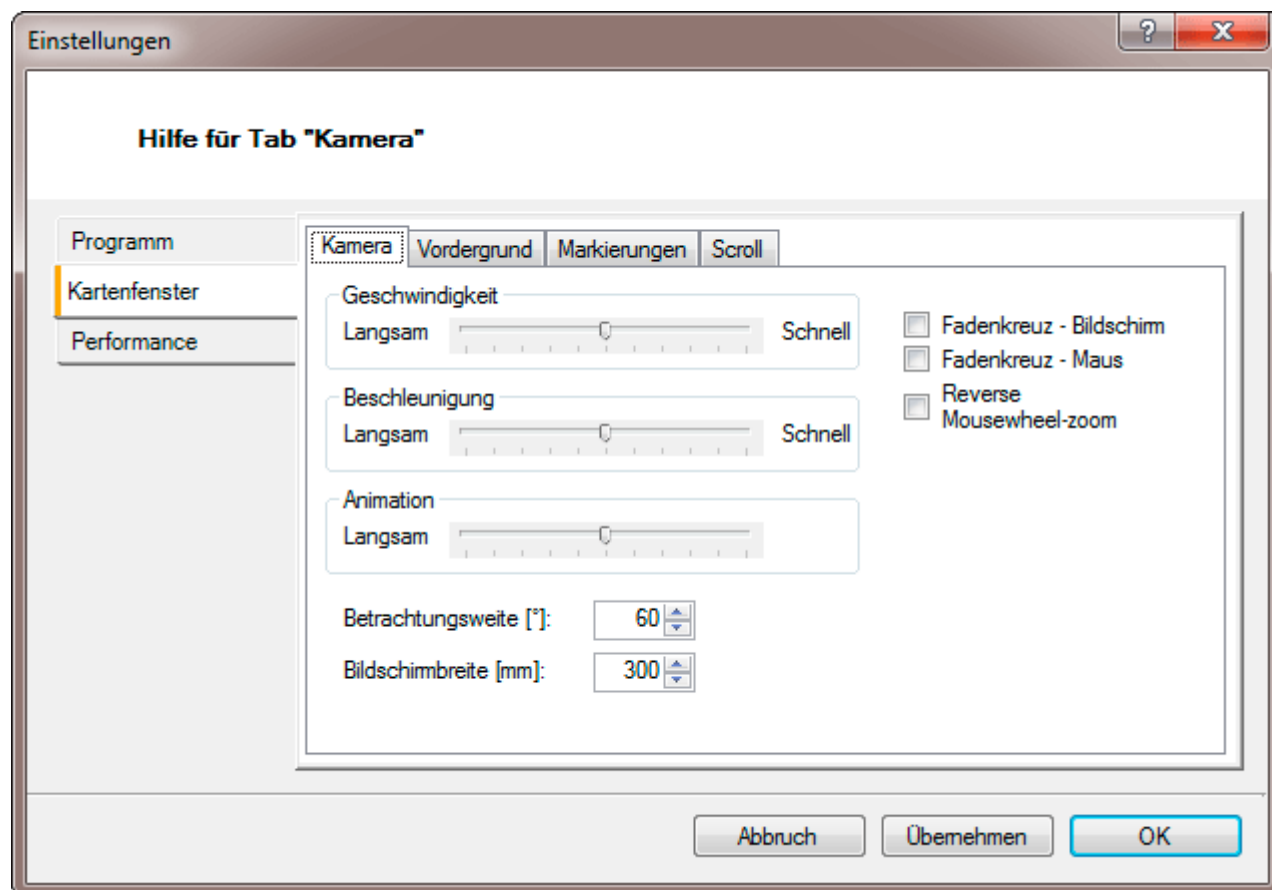 Einstellungen
?
Hilfe für Tab "Kamera"
Programm
Kartenfenster
Performance
Kamera Vordergrund Markierungen Scroll
Geschwindigkeit
Langsam Schnell
Beschleunigung
Langsam Schnell
Animation
Langsam
Betrachtungsweite [°]: 60
Bildschirmbreite [mm]: 300
Fadenkreuz - Bildschirm
Fadenkreuz - Maus
Reverse
Mousewheel-zoom
Abbruch Übernehmen OK